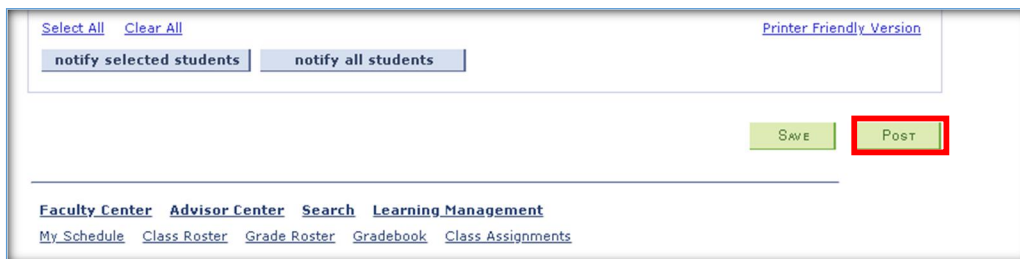 Select All Clear All Printer Friendly Version
notify selected students notify all students
SAVE POST
Faculty Center Advisor Center Search Learning Management
My Schedule Class Roster Grade Roster Gradebook Class Assignments